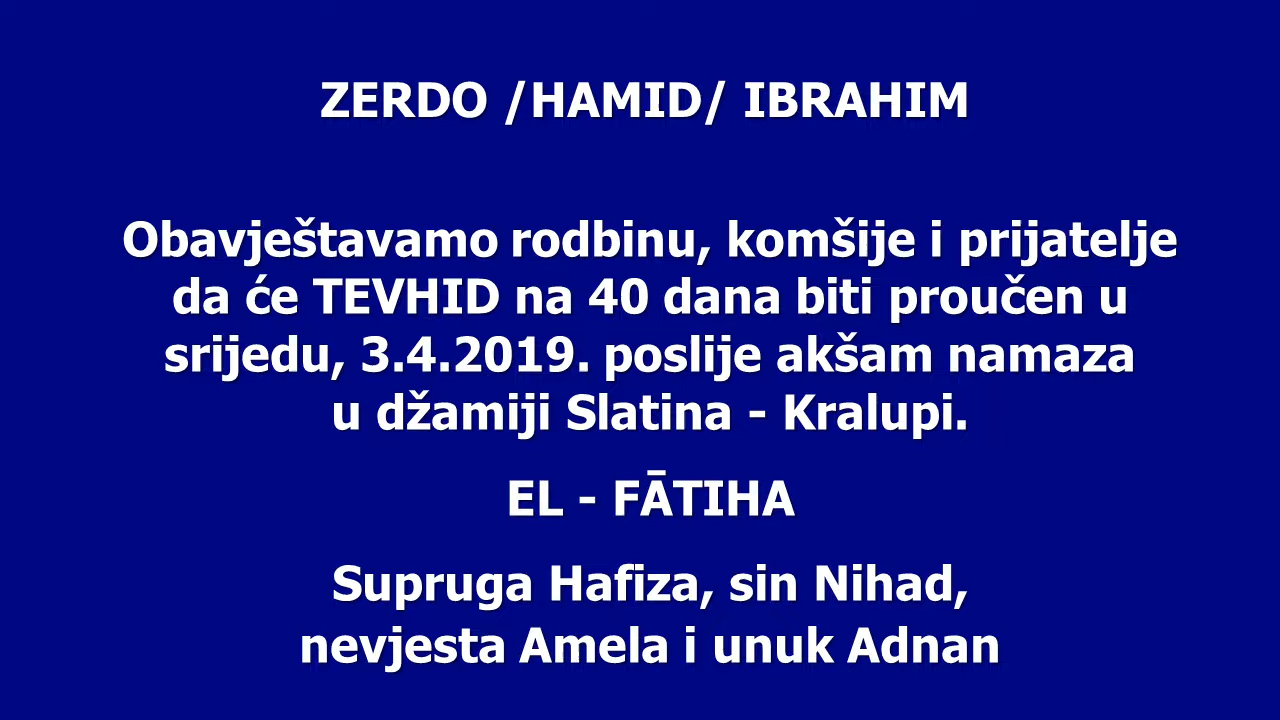 ZERDO /HAMID/ IBRAHIM
Obavještavamo rodbinu, komšije i prijatelje
da će TEVHID na 40 dana biti proučen u
srijedu, 3.4.2019. poslije akšam namaza
u džamiji Slatina - Kralupi.
EL - FĀTIHA
Supruga Hafiza, sin Nihad,
nevjesta Amela i unuk Adnan